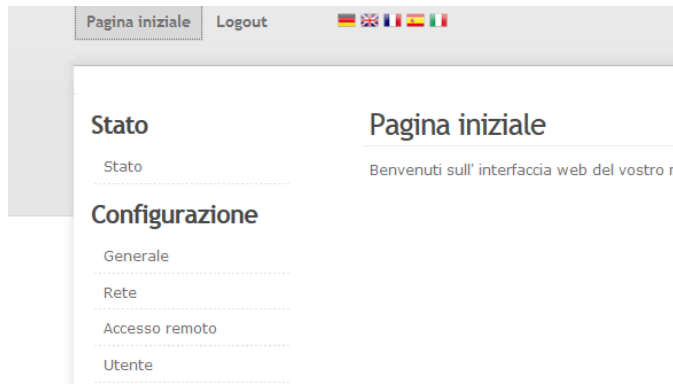 Pagina iniziale Logout
Stato
Pagina iniziale
Stato
Benvenuti sull' interfaccia web del vostro
Configurazione
Generale
Rete
Accesso remoto
Utente